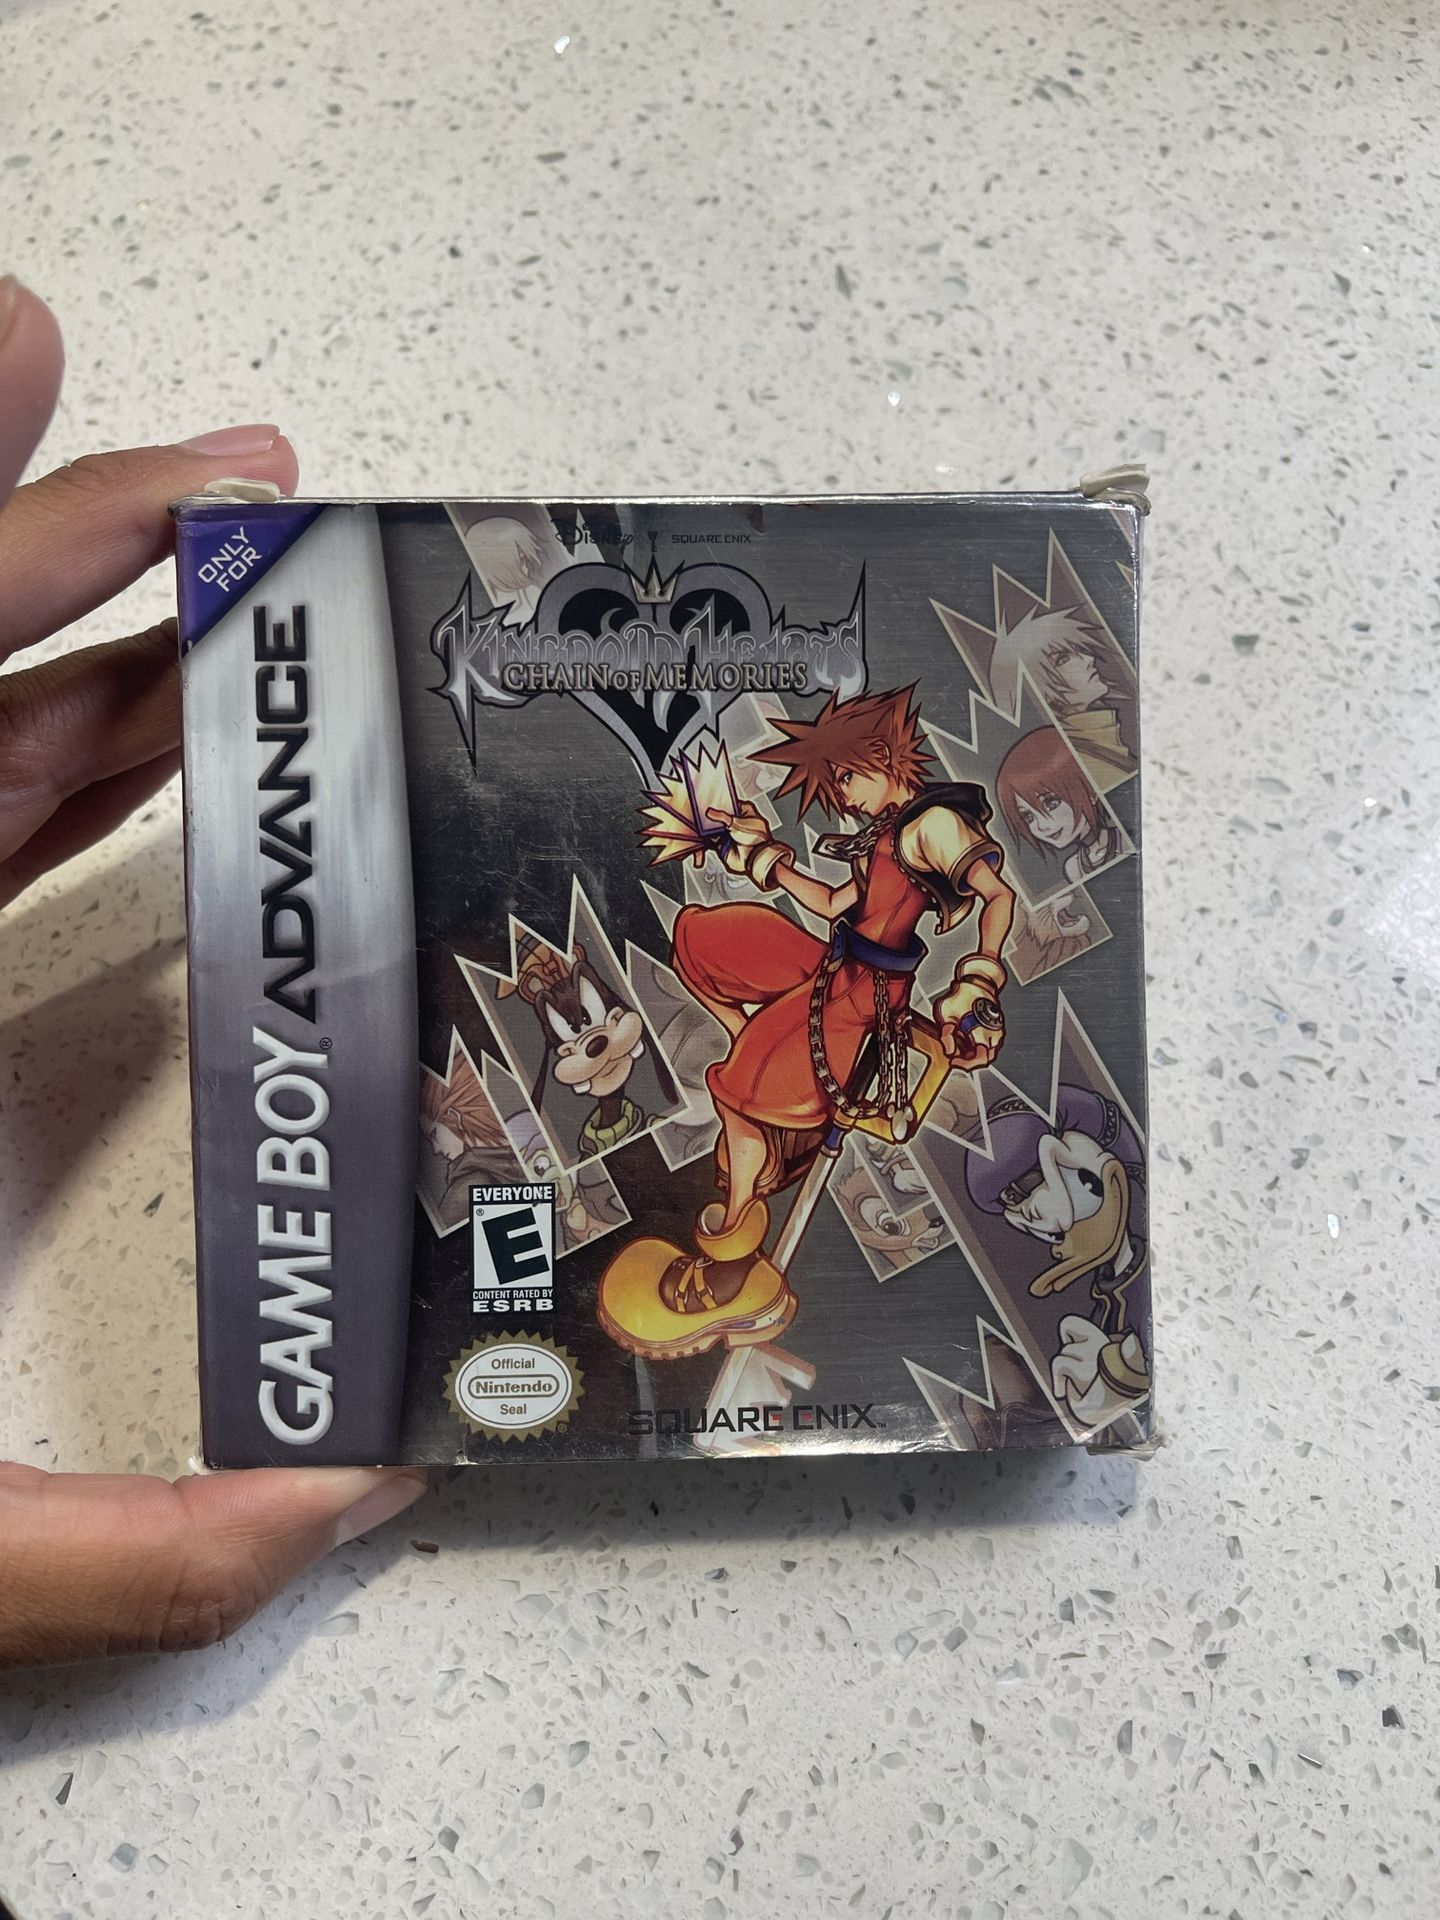 ONLY
FOR
GAME BOY ADVANCE
®
Disney SQUARE ENIX
KINGDOM HEARTS
CHAIN OF MEMORIES
EVERYONE
E
®
CONTENT RATED BY
ESRB
Official
Nintendo
Seal
®
SQUARE ENIX™